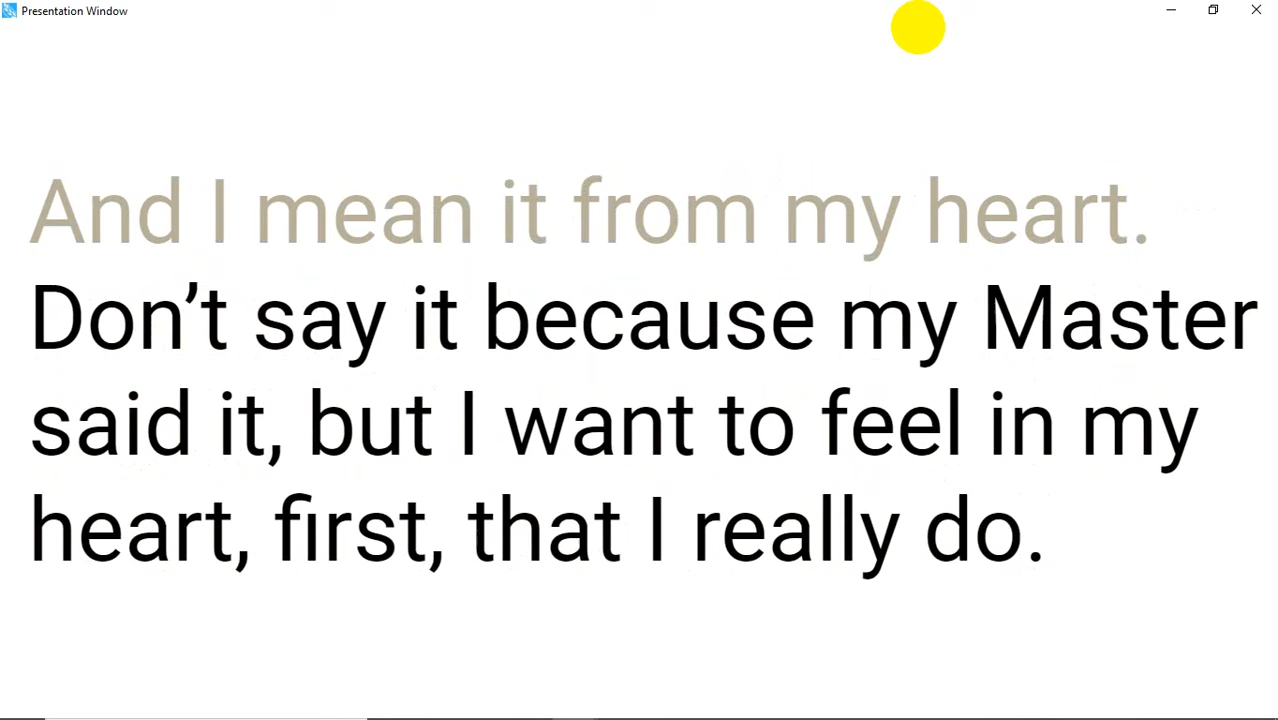 Presentation Window
And I mean it from my heart.
Don’t say it because my Master
said it, but I want to feel in my
heart, first, that I really do.